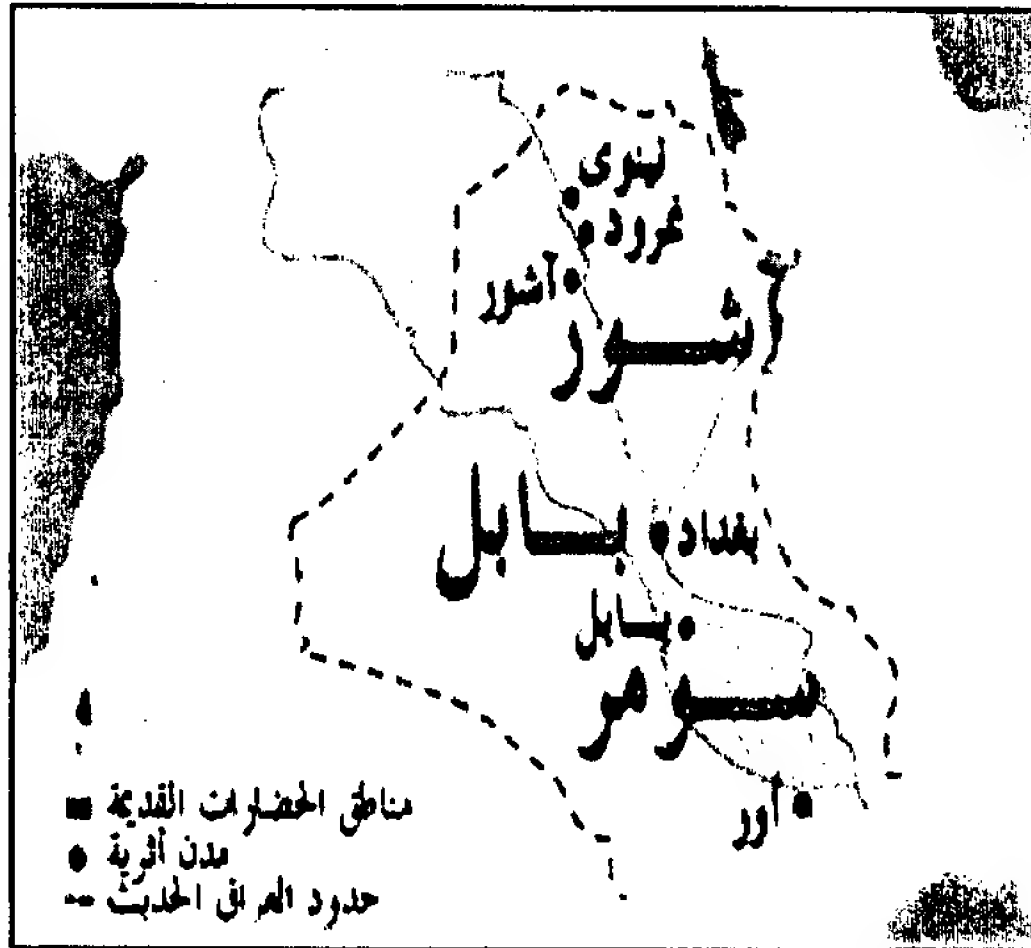 نينوى
نمرود
آشور
آشور
بغداد
بابل
بابل
سومر
أور
مناطق الحضارات القديمة
مدن أثرية
حدود العراق الحديث